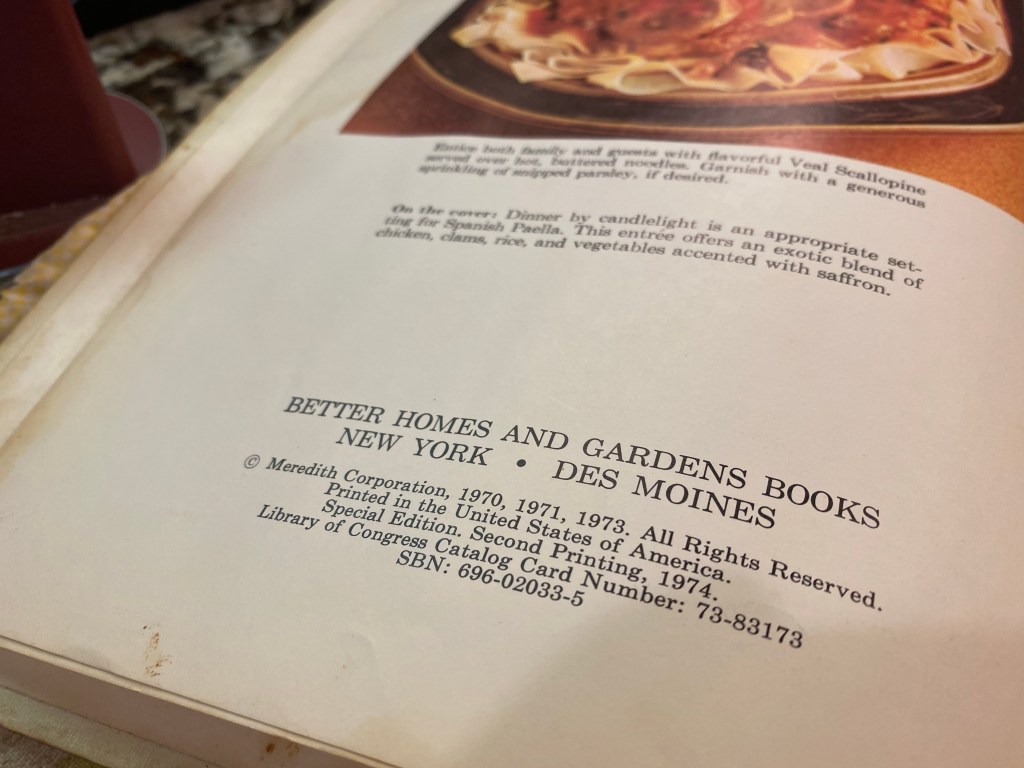 Entice both family and guests with flavorful Veal Scallopine
served over hot, buttered noodles. Garnish with a generous
sprinkling of snipped parsley, if desired.
On the cover: Dinner by candlelight is an appropriate set-
ting for Spanish Paella. This entrée offers an exotic blend of
chicken, clams, rice, and vegetables accented with saffron.
BETTER HOMES AND GARDENS BOOKS
NEW YORK • DES MOINES
© Meredith Corporation, 1970, 1971, 1973. All Rights Reserved.
Printed in the United States of America.
Special Edition. Second Printing, 1974.
Library of Congress Catalog Card Number: 73-83173
SBN: 696-02033-5